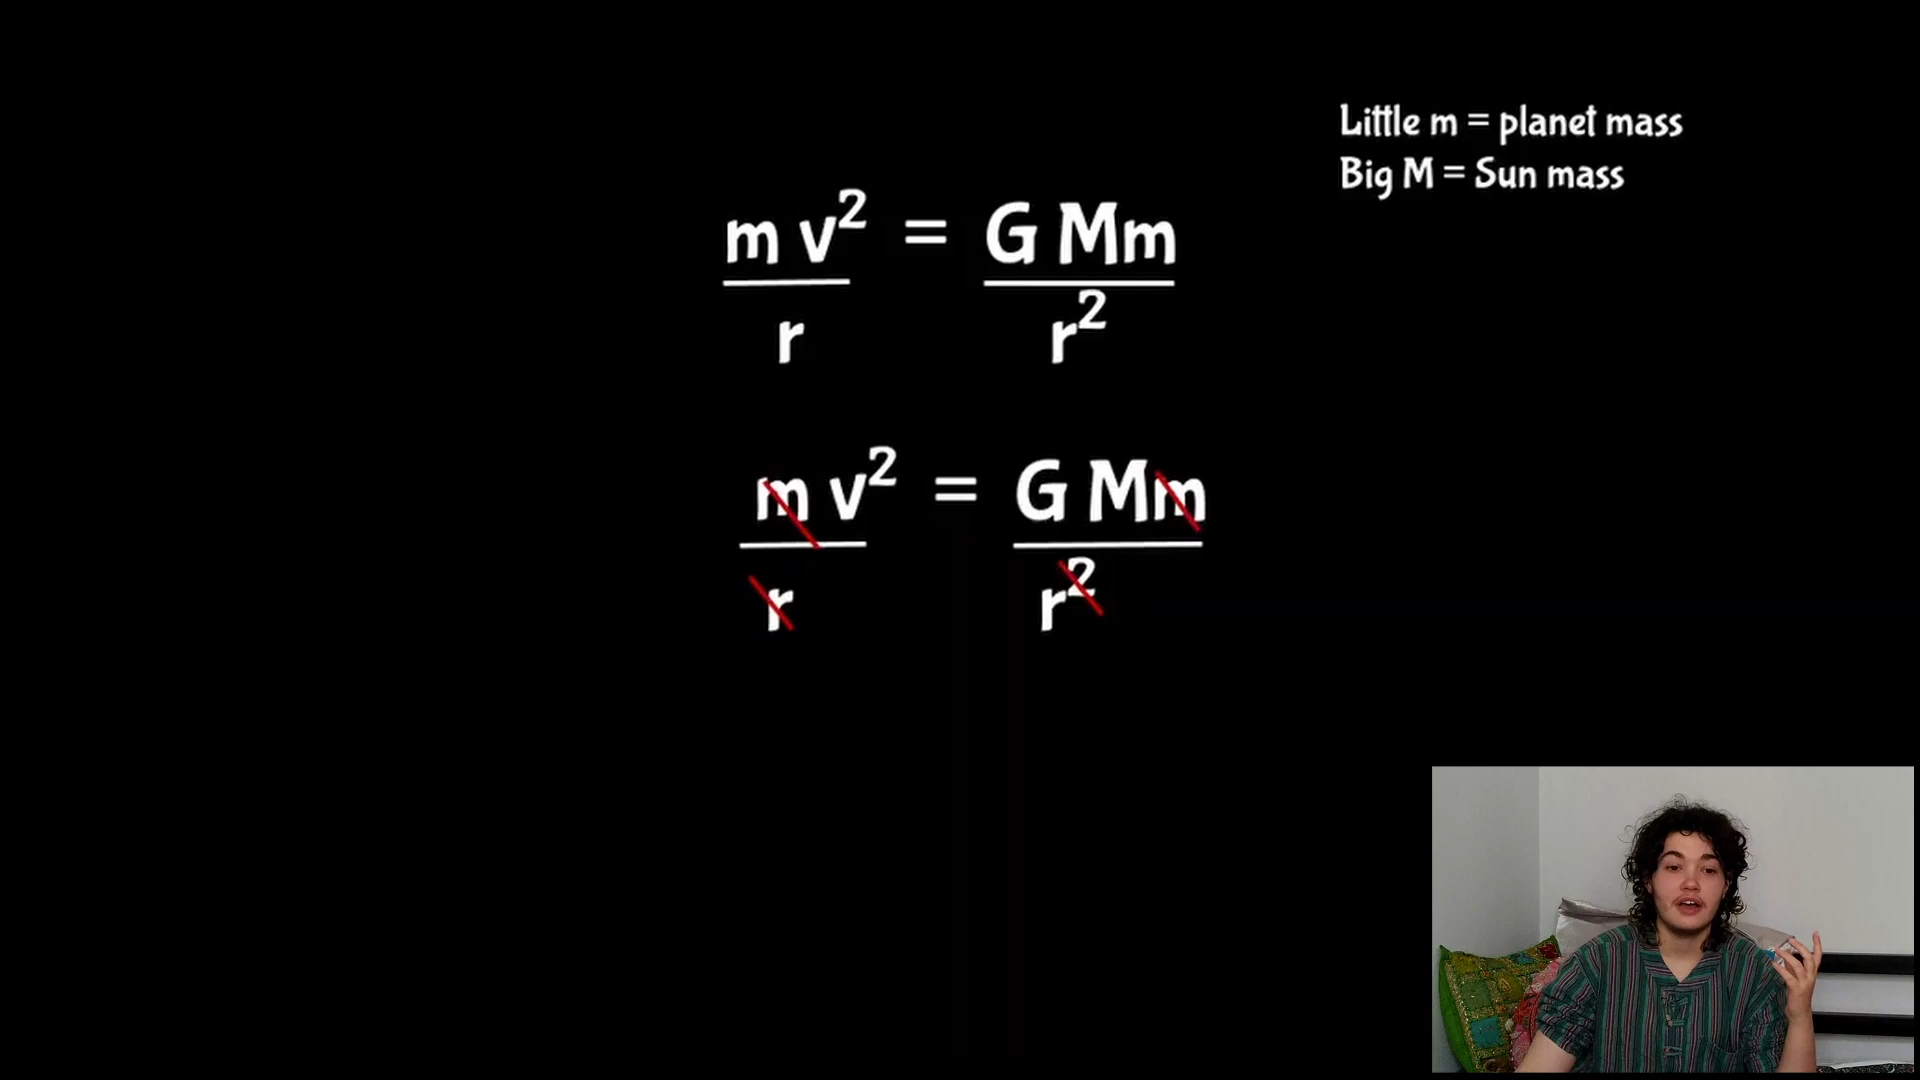 Little m = planet mass
Big M = Sun mass
m v² = G Mm
r r²
m v² = G Mm
r r²